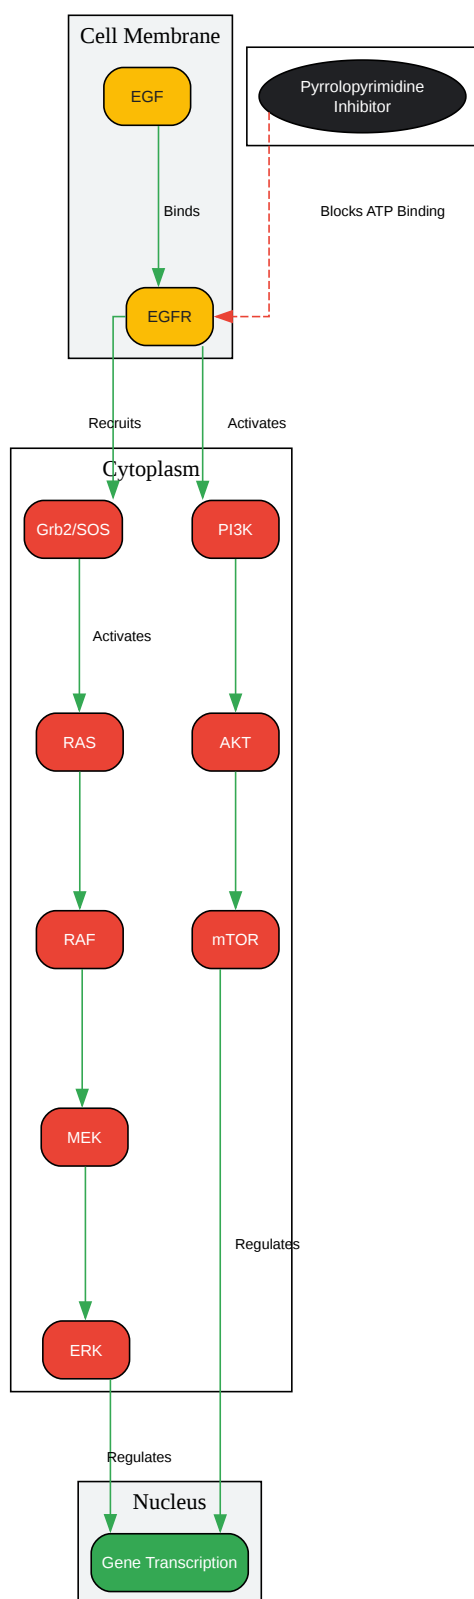 Cell Membrane
EGF
Pyrrolopyrimidine
Inhibitor
Binds
Blocks ATP Binding
EGFR
Recruits
Activates
Cytoplasm
Grb2/SOS
PI3K
Activates
RAS
AKT
RAF
mTOR
MEK
Regulates
ERK
Regulates
Nucleus
Gene Transcription